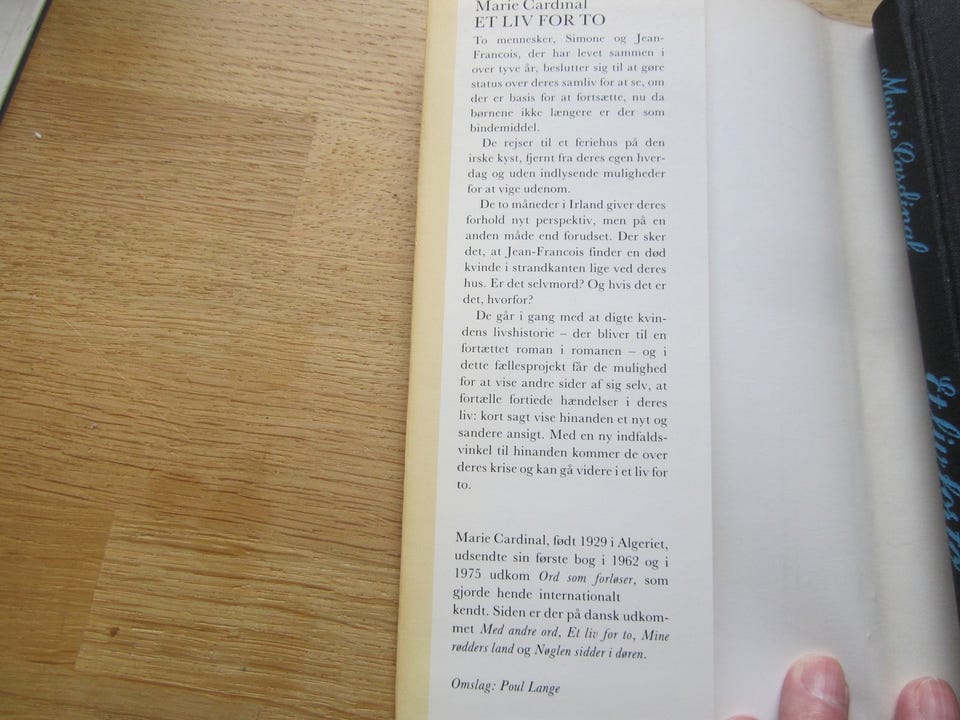 Marie Cardinal
ET LIV FOR TO
To mennesker, Simone og Jean-
Francois, der har levet sammen i
over tyve år, beslutter sig til at gøre
status over deres samliv for at se, om
der er basis for at fortsætte, nu da
børnene ikke længere er der som
bindemiddel.
De rejser til et feriehus på den
irske kyst, fjernt fra deres egen hver-
dag og uden indlysende muligheder
for at vige udenom.
De to måneder i Irland giver deres
forhold nyt perspektiv, men på en
anden måde end forudset. Der sker
det, at Jean-Francois finder en død
kvinde i strandkanten lige ved deres
hus. Er det selvmord? Og hvis det er
det, hvorfor?
De går i gang med at digte kvin-
dens livshistorie – der bliver til en
fortættet roman i romanen – og i
dette fællesprojekt får de mulighed
for at vise andre sider af sig selv, at
fortælle fortiede hændelser i deres
liv: kort sagt vise hinanden et nyt og
sandere ansigt. Med en ny indfalds-
vinkel til hinanden kommer de over
deres krise og kan gå videre i et liv for
to.
Marie Cardinal, født 1929 i Algeriet,
udsendte sin første bog i 1962 og i
1975 udkom Ord som forløser, som
gjorde hende internationalt
kendt. Siden er der på dansk udkom-
met Med andre ord, Et liv for to, Mine
rødders land og Nøglen sidder i døren.
Omslag: Poul Lange
Marie Cardinal
Et liv for to